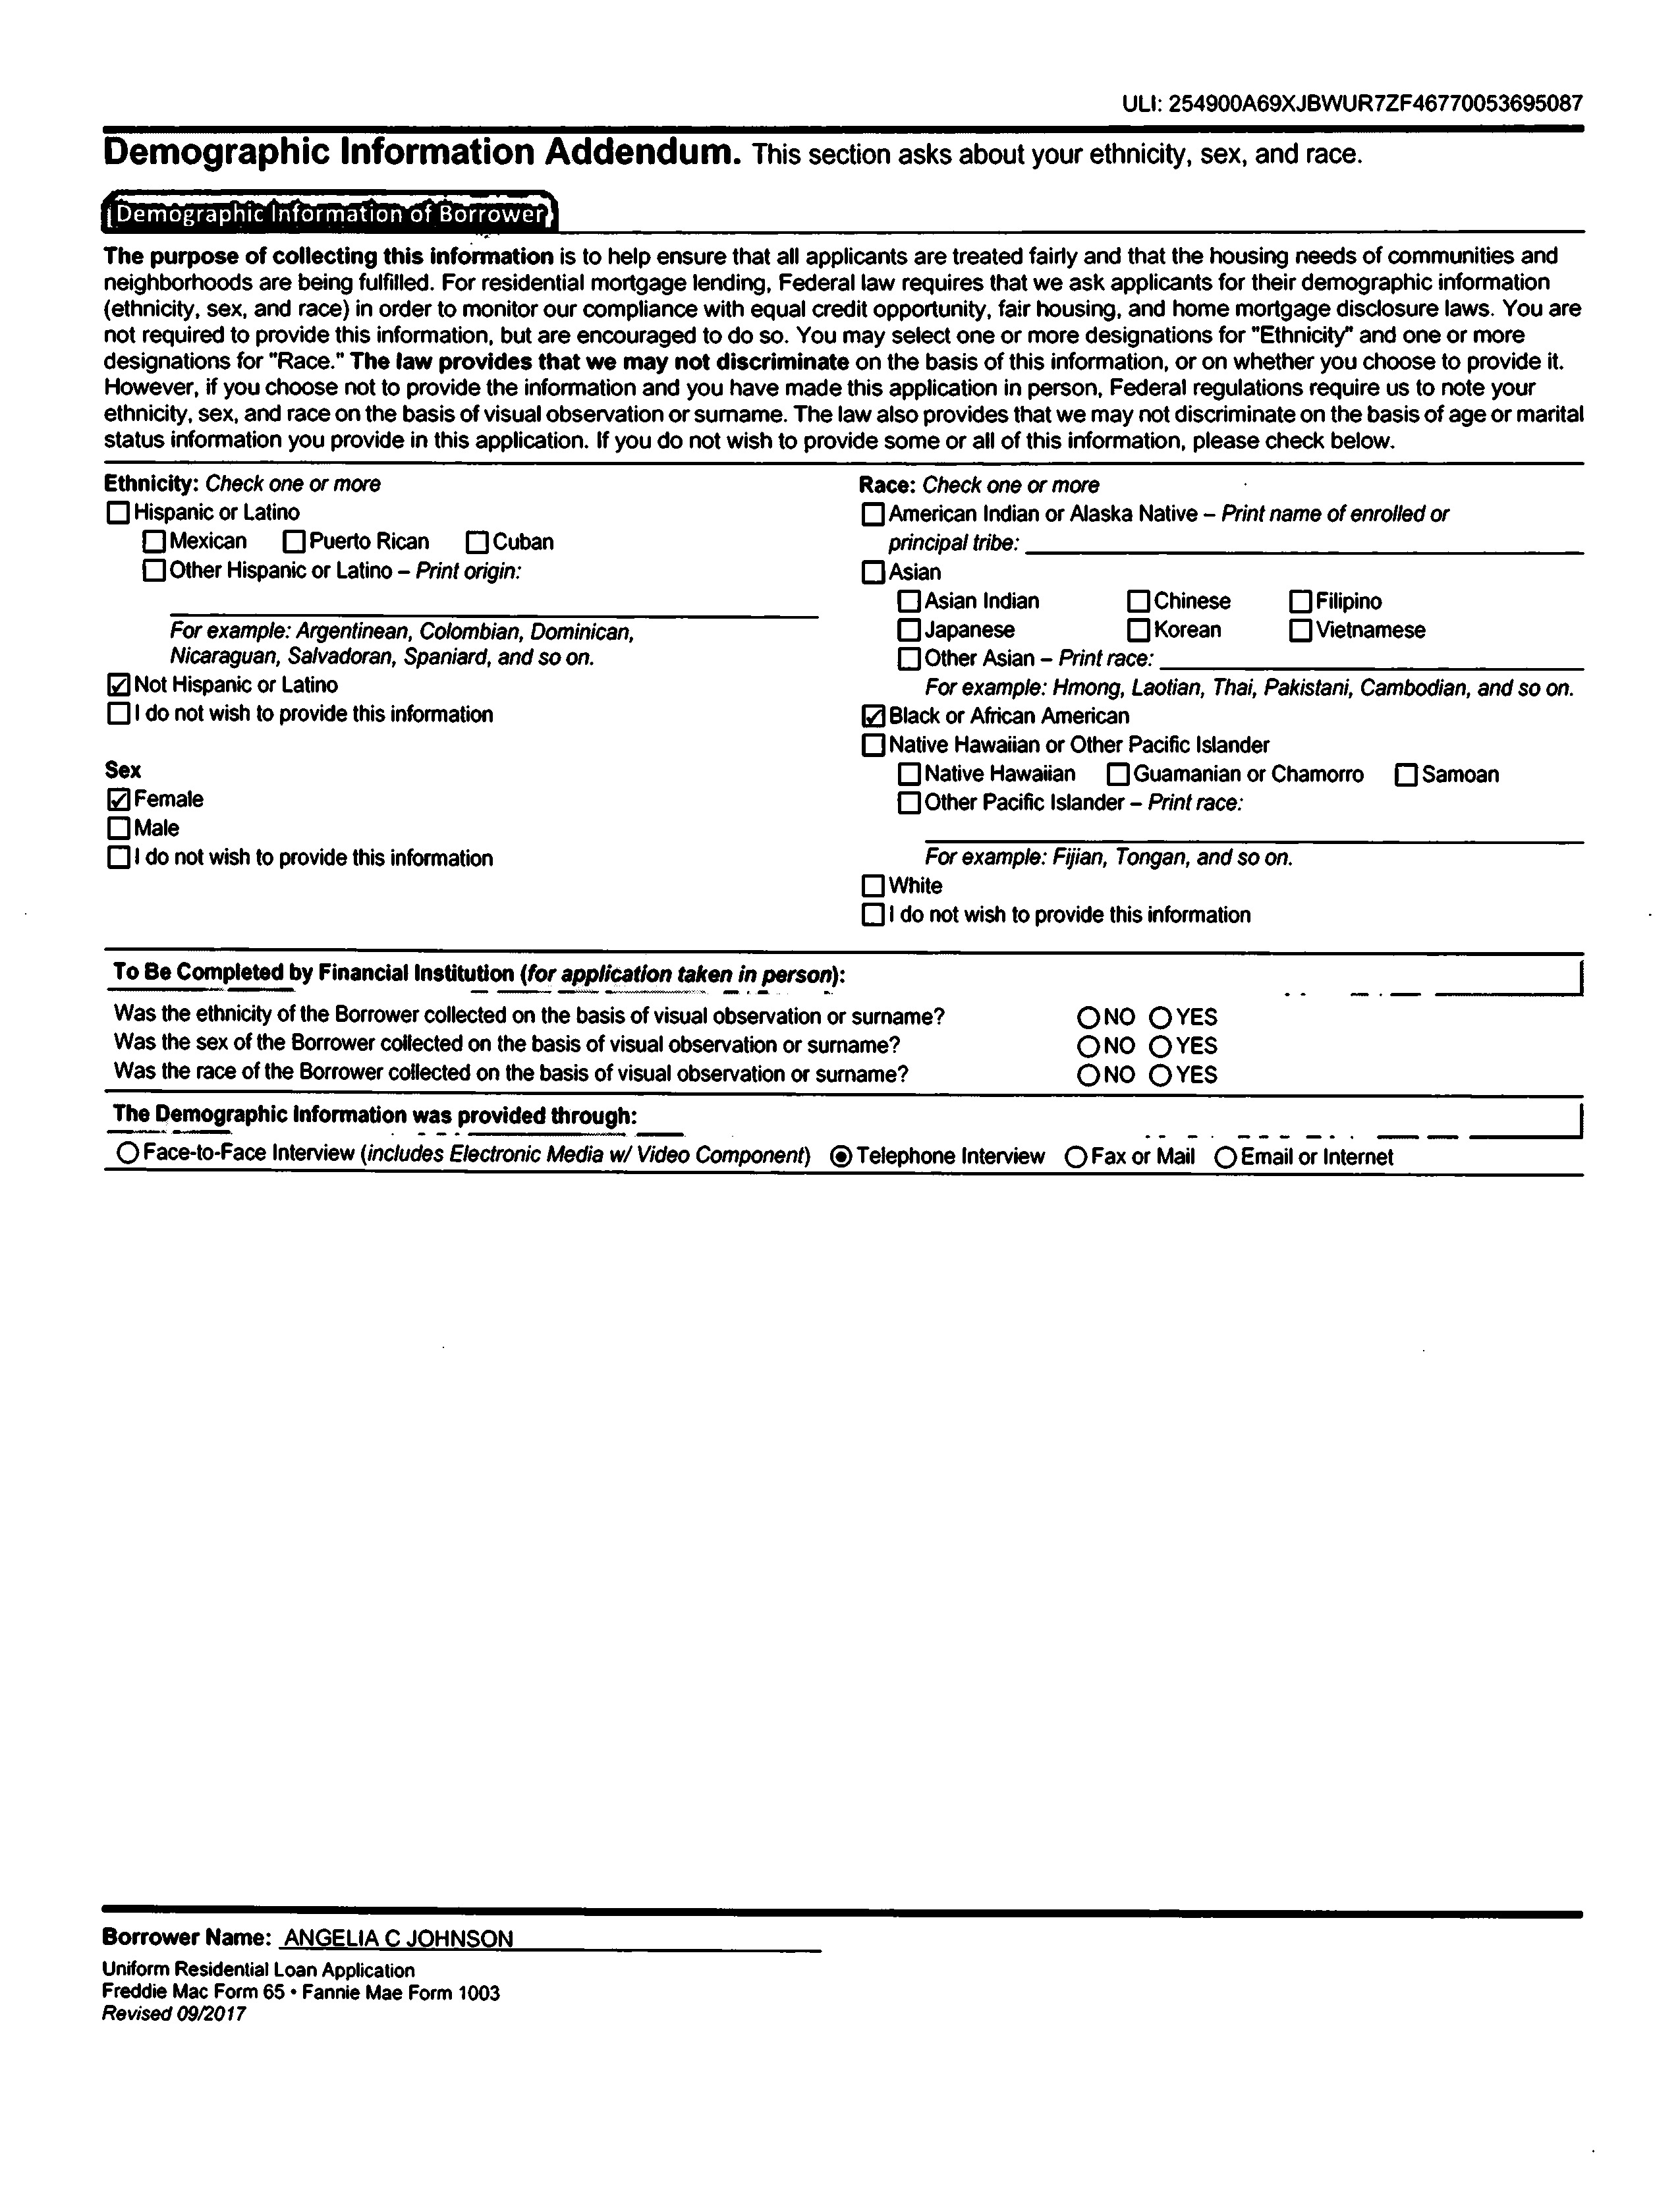 ULI: 254900A69XJBWUR7ZF46770053695087
Demographic Information Addendum. This section asks about your ethnicity, sex, and race.
Demographic Information of Borrower
The purpose of collecting this information is to help ensure that all applicants are treated fairly and that the housing needs of communities and
neighborhoods are being fulfilled. For residential mortgage lending, Federal law requires that we ask applicants for their demographic information
(ethnicity, sex, and race) in order to monitor our compliance with equal credit opportunity, fair housing, and home mortgage disclosure laws. You are
not required to provide this information, but are encouraged to do so. You may select one or more designations for "Ethnicity" and one or more
designations for "Race." The law provides that we may not discriminate on the basis of this information, or on whether you choose to provide it.
However, if you choose not to provide the information and you have made this application in person, Federal regulations require us to note your
ethnicity, sex, and race on the basis of visual observation or surname. The law also provides that we may not discriminate on the basis of age or marital
status information you provide in this application. If you do not wish to provide some or all of this information, please check below.
Ethnicity: Check one or more
☐ Hispanic or Latino
☐ Mexican ☐ Puerto Rican ☐ Cuban
☐ Other Hispanic or Latino – Print origin:
For example: Argentinean, Colombian, Dominican,
Nicaraguan, Salvadoran, Spaniard, and so on.
☑ Not Hispanic or Latino
☐ I do not wish to provide this information
Sex
☑ Female
☐ Male
☐ I do not wish to provide this information
Race: Check one or more
☐ American Indian or Alaska Native – Print name of enrolled or
principal tribe:
☐ Asian
☐ Asian Indian ☐ Chinese ☐ Filipino
☐ Japanese ☐ Korean ☐ Vietnamese
☐ Other Asian – Print race:
For example: Hmong, Laotian, Thai, Pakistani, Cambodian, and so on.
☑ Black or African American
☐ Native Hawaiian or Other Pacific Islander
☐ Native Hawaiian ☐ Guamanian or Chamorro ☐ Samoan
☐ Other Pacific Islander – Print race:
For example: Fijian, Tongan, and so on.
☐ White
☐ I do not wish to provide this information
To Be Completed by Financial Institution (for application taken in person):
Was the ethnicity of the Borrower collected on the basis of visual observation or surname? ○ NO ○ YES
Was the sex of the Borrower collected on the basis of visual observation or surname? ○ NO ○ YES
Was the race of the Borrower collected on the basis of visual observation or surname? ○ NO ○ YES
The Demographic Information was provided through:
○ Face-to-Face Interview (includes Electronic Media w/ Video Component) ◉ Telephone Interview ○ Fax or Mail ○ Email or Internet
Borrower Name: ANGELIA C JOHNSON
Uniform Residential Loan Application
Freddie Mac Form 65 • Fannie Mae Form 1003
Revised 09/2017